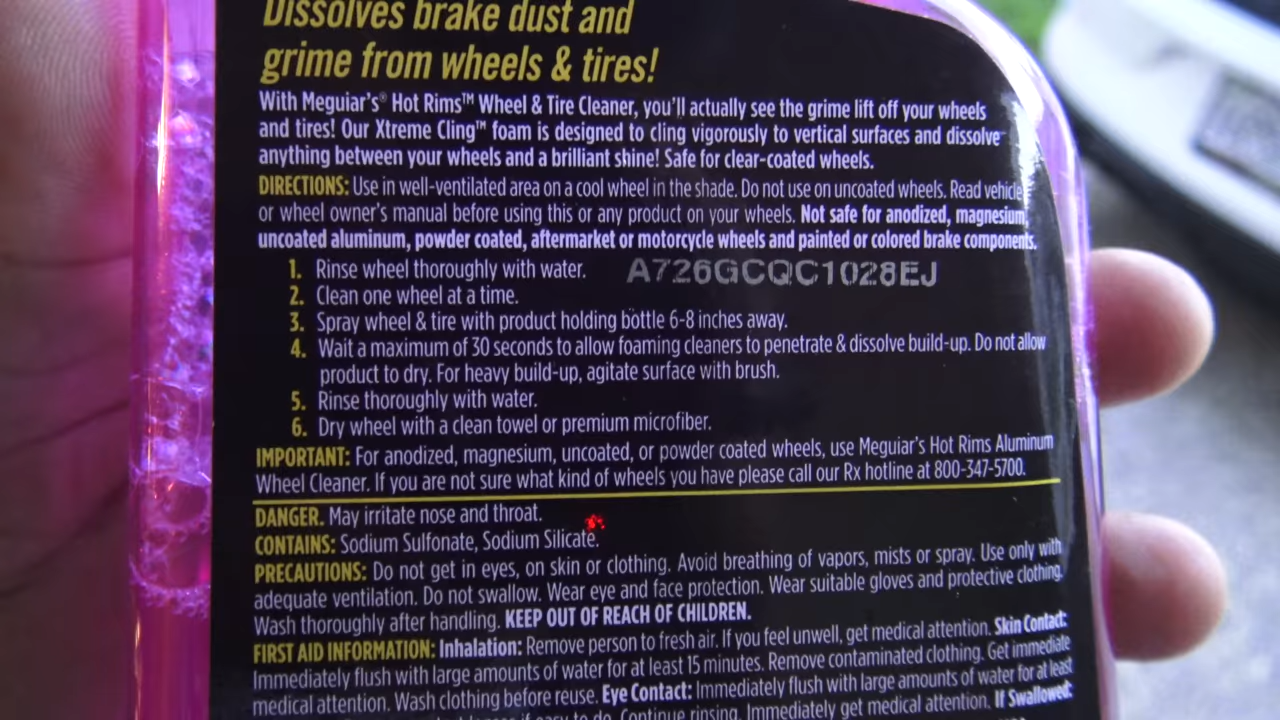 Dissolves brake dust and
grime from wheels & tires!
With Meguiar's® Hot Rims™ Wheel & Tire Cleaner, you'll actually see the grime lift off your wheels
and tires! Our Xtreme Cling™ foam is designed to cling vigorously to vertical surfaces and dissolve
anything between your wheels and a brilliant shine! Safe for clear-coated wheels.
DIRECTIONS: Use in well-ventilated area on a cool wheel in the shade. Do not use on uncoated wheels. Read vehicle
or wheel owner's manual before using this or any product on your wheels. Not safe for anodized, magnesium,
uncoated aluminum, powder coated, aftermarket or motorcycle wheels and painted or colored brake components.
1. Rinse wheel thoroughly with water. A726GCQC1028EJ
2. Clean one wheel at a time.
3. Spray wheel & tire with product holding bottle 6-8 inches away.
4. Wait a maximum of 30 seconds to allow foaming cleaners to penetrate & dissolve build-up. Do not allow
product to dry. For heavy build-up, agitate surface with brush.
5. Rinse thoroughly with water.
6. Dry wheel with a clean towel or premium microfiber.
IMPORTANT: For anodized, magnesium, uncoated, or powder coated wheels, use Meguiar's Hot Rims Aluminum
Wheel Cleaner. If you are not sure what kind of wheels you have please call our Rx hotline at 800-347-5700.
DANGER. May irritate nose and throat.
CONTAINS: Sodium Sulfonate, Sodium Silicate.
PRECAUTIONS: Do not get in eyes, on skin or clothing. Avoid breathing of vapors, mists or spray. Use only with
adequate ventilation. Do not swallow. Wear eye and face protection. Wear suitable gloves and protective clothing.
Wash thoroughly after handling. KEEP OUT OF REACH OF CHILDREN.
FIRST AID INFORMATION: Inhalation: Remove person to fresh air. If you feel unwell, get medical attention. Skin Contact:
Immediately flush with large amounts of water for at least 15 minutes. Remove contaminated clothing. Get immediate
medical attention. Wash clothing before reuse. Eye Contact: Immediately flush with large amounts of water for at least
if easy to do. Continue rinsing. Immediately get medical attention. If Swallowed: